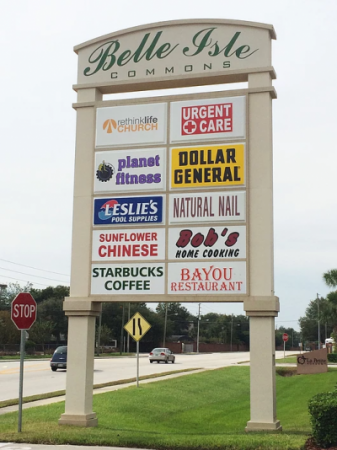 Belle Isle
COMMONS
rethinklife
CHURCH
URGENT
CARE
planet
fitness
DOLLAR
GENERAL
LESLIE'S
POOL SUPPLIES
NATURAL NAIL
SUNFLOWER
CHINESE
Bob's
HOME COOKING
STARBUCKS
COFFEE
BAYOU
RESTAURANT
STOP